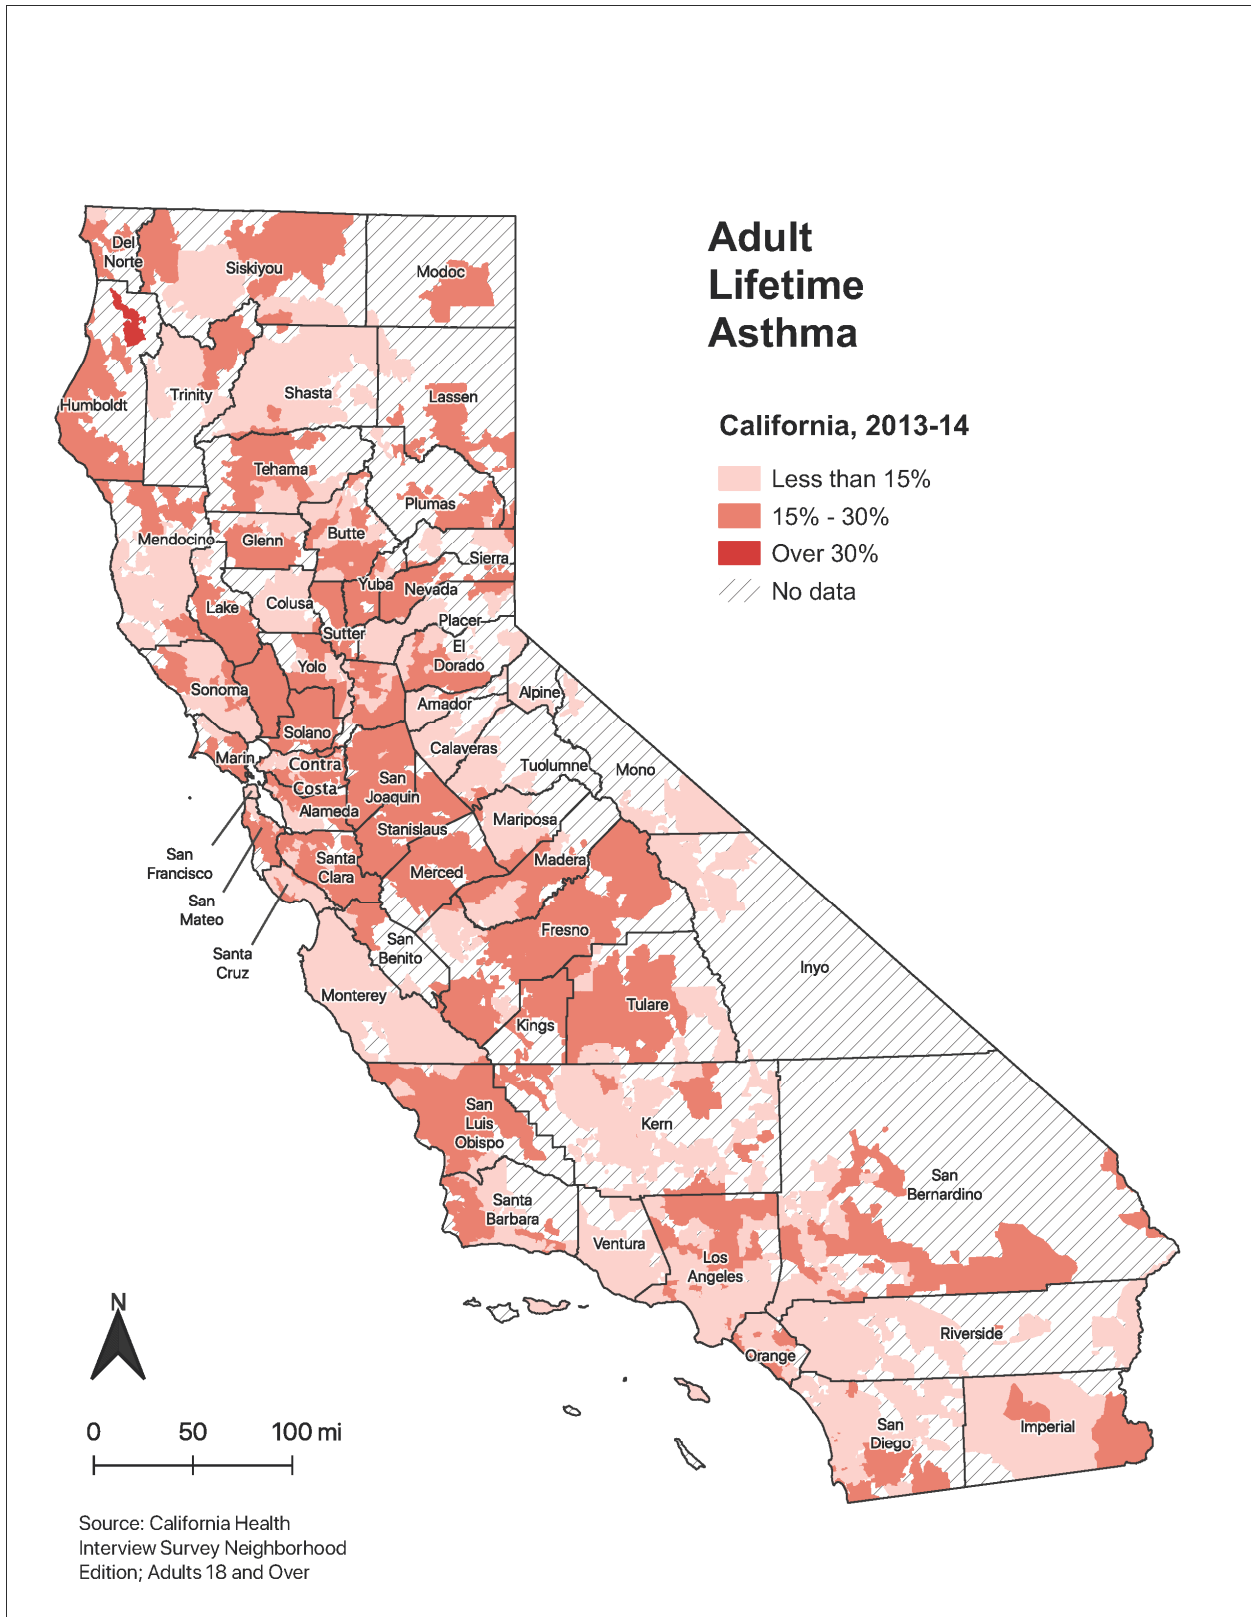 Adult
Lifetime
Asthma
California, 2013-14
Less than 15%
15% - 30%
Over 30%
No data
Del
Norte
Siskiyou
Modoc
Humboldt
Trinity
Shasta
Lassen
Tehama
Plumas
Mendocino
Glenn
Butte
Sierra
Lake
Colusa
Yuba
Nevada
Sutter
Placer
El
Dorado
Yolo
Sonoma
Amador
Alpine
Solano
Marin
Contra
Costa
Calaveras
Tuolumne
Mono
San
Joaquin
Alameda
Stanislaus
Mariposa
San
Francisco
Santa
Clara
Merced
Madera
San
Mateo
Santa
Cruz
San
Benito
Fresno
Inyo
Monterey
Kings
Tulare
San
Luis
Obispo
Kern
San
Bernardino
Santa
Barbara
Ventura
Los
Angeles
Orange
Riverside
San
Diego
Imperial
N
0 50 100 mi
Source: California Health
Interview Survey Neighborhood
Edition; Adults 18 and Over